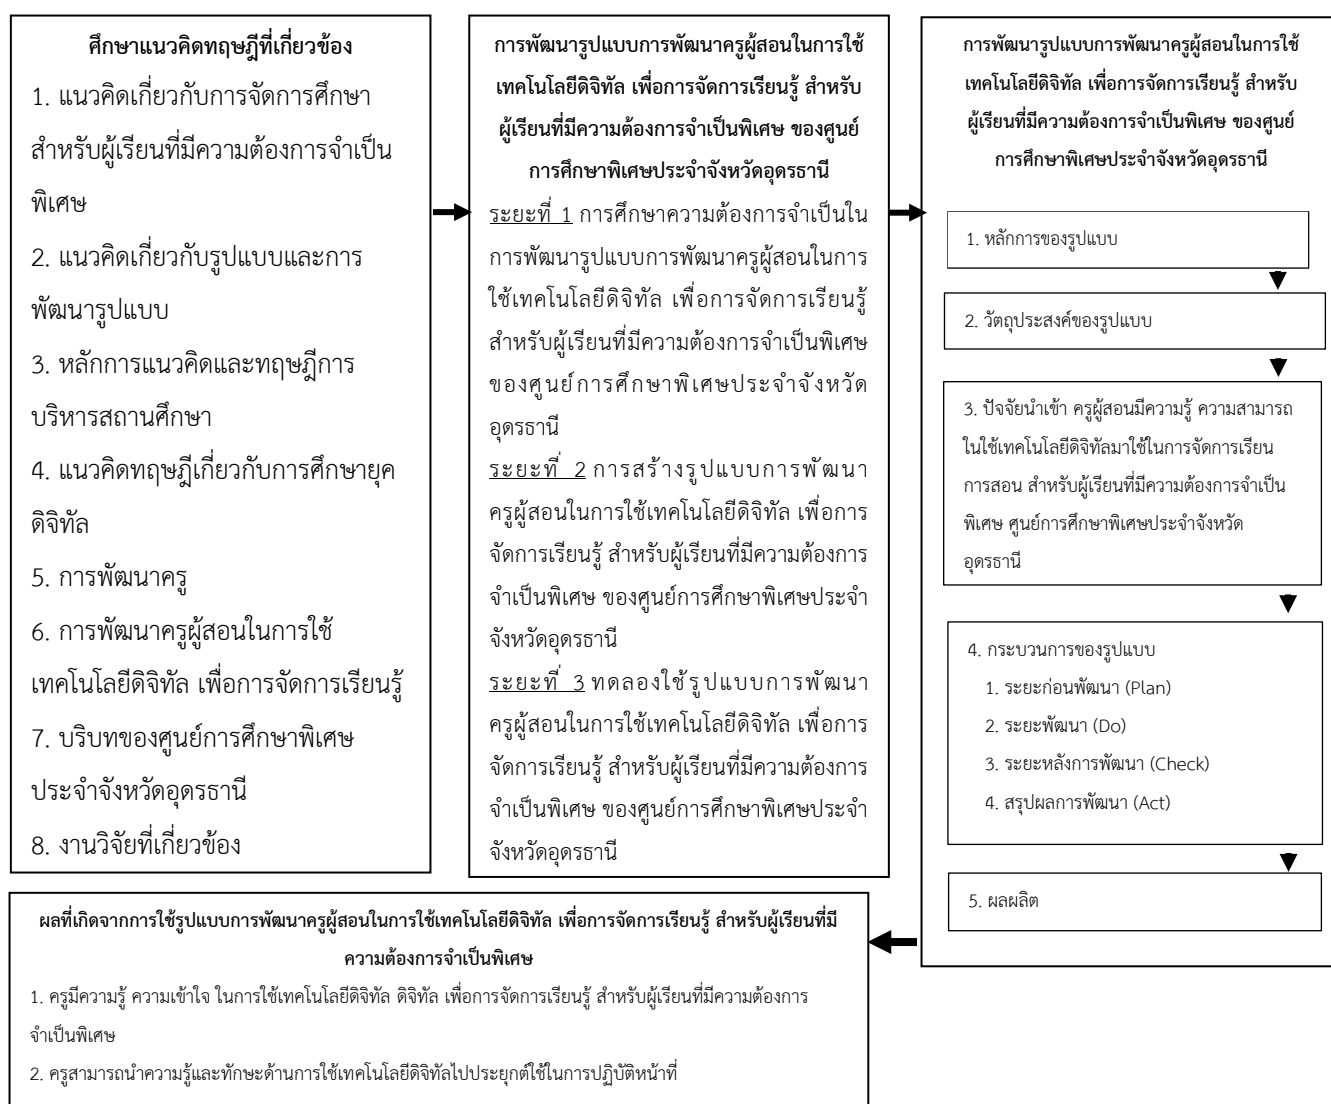 ศึกษาแนวคิดทฤษฎีที่เกี่ยวข้อง
1. แนวคิดเกี่ยวกับการจัดการศึกษา
สำหรับผู้เรียนที่มีความต้องการจำเป็น
พิเศษ
2. แนวคิดเกี่ยวกับรูปแบบและการ
พัฒนารูปแบบ
3. หลักการแนวคิดและทฤษฎีการ
บริหารสถานศึกษา
4. แนวคิดทฤษฎีเกี่ยวกับการศึกษายุค
ดิจิทัล
5. การพัฒนาครู
6. การพัฒนาครูผู้สอนในการใช้
เทคโนโลยีดิจิทัล เพื่อการจัดการเรียนรู้
7. บริบทของศูนย์การศึกษาพิเศษ
ประจำจังหวัดอุดรธานี
8. งานวิจัยที่เกี่ยวข้อง
การพัฒนารูปแบบการพัฒนาครูผู้สอนในการใช้
เทคโนโลยีดิจิทัล เพื่อการจัดการเรียนรู้ สำหรับ
ผู้เรียนที่มีความต้องการจำเป็นพิเศษ ของศูนย์
การศึกษาพิเศษประจำจังหวัดอุดรธานี
ระยะที่ 1 การศึกษาความต้องการจำเป็นใน
การพัฒนารูปแบบการพัฒนาครูผู้สอนในการ
ใช้เทคโนโลยีดิจิทัล เพื่อการจัดการเรียนรู้
สำหรับผู้เรียนที่มีความต้องการจำเป็นพิเศษ
ของศูนย์การศึกษาพิเศษประจำจังหวัด
อุดรธานี
ระยะที่ 2 การสร้างรูปแบบการพัฒนา
ครูผู้สอนในการใช้เทคโนโลยีดิจิทัล เพื่อการ
จัดการเรียนรู้ สำหรับผู้เรียนที่มีความต้องการ
จำเป็นพิเศษ ของศูนย์การศึกษาพิเศษประจำ
จังหวัดอุดรธานี
ระยะที่ 3 ทดลองใช้รูปแบบการพัฒนา
ครูผู้สอนในการใช้เทคโนโลยีดิจิทัล เพื่อการ
จัดการเรียนรู้ สำหรับผู้เรียนที่มีความต้องการ
จำเป็นพิเศษ ของศูนย์การศึกษาพิเศษประจำ
จังหวัดอุดรธานี
การพัฒนารูปแบบการพัฒนาครูผู้สอนในการใช้
เทคโนโลยีดิจิทัล เพื่อการจัดการเรียนรู้ สำหรับ
ผู้เรียนที่มีความต้องการจำเป็นพิเศษ ของศูนย์
การศึกษาพิเศษประจำจังหวัดอุดรธานี
1. หลักการของรูปแบบ
2. วัตถุประสงค์ของรูปแบบ
3. ปัจจัยนำเข้า ครูผู้สอนมีความรู้ ความสามารถ
ในใช้เทคโนโลยีดิจิทัลมาใช้ในการจัดการเรียน
การสอน สำหรับผู้เรียนที่มีความต้องการจำเป็น
พิเศษ ศูนย์การศึกษาพิเศษประจำจังหวัด
อุดรธานี
4. กระบวนการของรูปแบบ
1. ระยะก่อนพัฒนา (Plan)
2. ระยะพัฒนา (Do)
3. ระยะหลังการพัฒนา (Check)
4. สรุปผลการพัฒนา (Act)
5. ผลผลิต
ผลที่เกิดจากการใช้รูปแบบการพัฒนาครูผู้สอนในการใช้เทคโนโลยีดิจิทัล เพื่อการจัดการเรียนรู้ สำหรับผู้เรียนที่มี
ความต้องการจำเป็นพิเศษ
1. ครูมีความรู้ ความเข้าใจ ในการใช้เทคโนโลยีดิจิทัล ดิจิทัล เพื่อการจัดการเรียนรู้ สำหรับผู้เรียนที่มีความต้องการ
จำเป็นพิเศษ
2. ครูสามารถนำความรู้และทักษะด้านการใช้เทคโนโลยีดิจิทัลไปประยุกต์ใช้ในการปฏิบัติหน้าที่